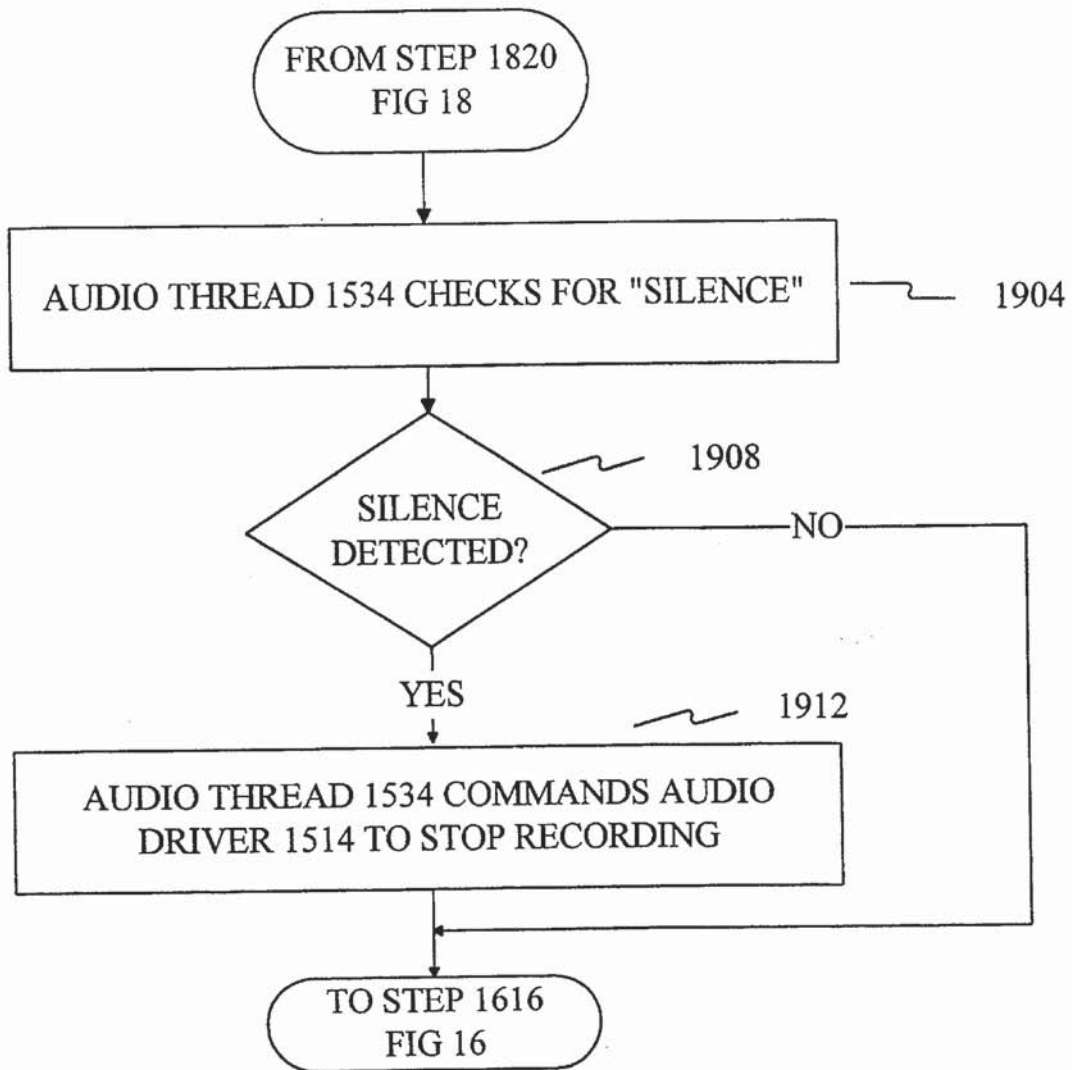 FROM STEP 1820
FIG 18
AUDIO THREAD 1534 CHECKS FOR "SILENCE"
1904
1908
SILENCE
DETECTED?
NO
YES
1912
AUDIO THREAD 1534 COMMANDS AUDIO
DRIVER 1514 TO STOP RECORDING
TO STEP 1616
FIG 16